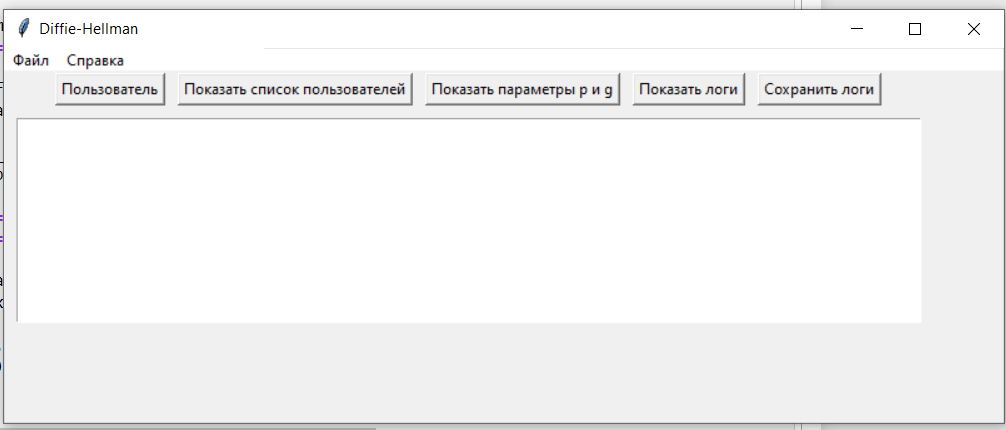 Diffie-Hellman
Файл Справка
Пользователь Показать список пользователей Показать параметры p и g Показать логи Сохранить логи